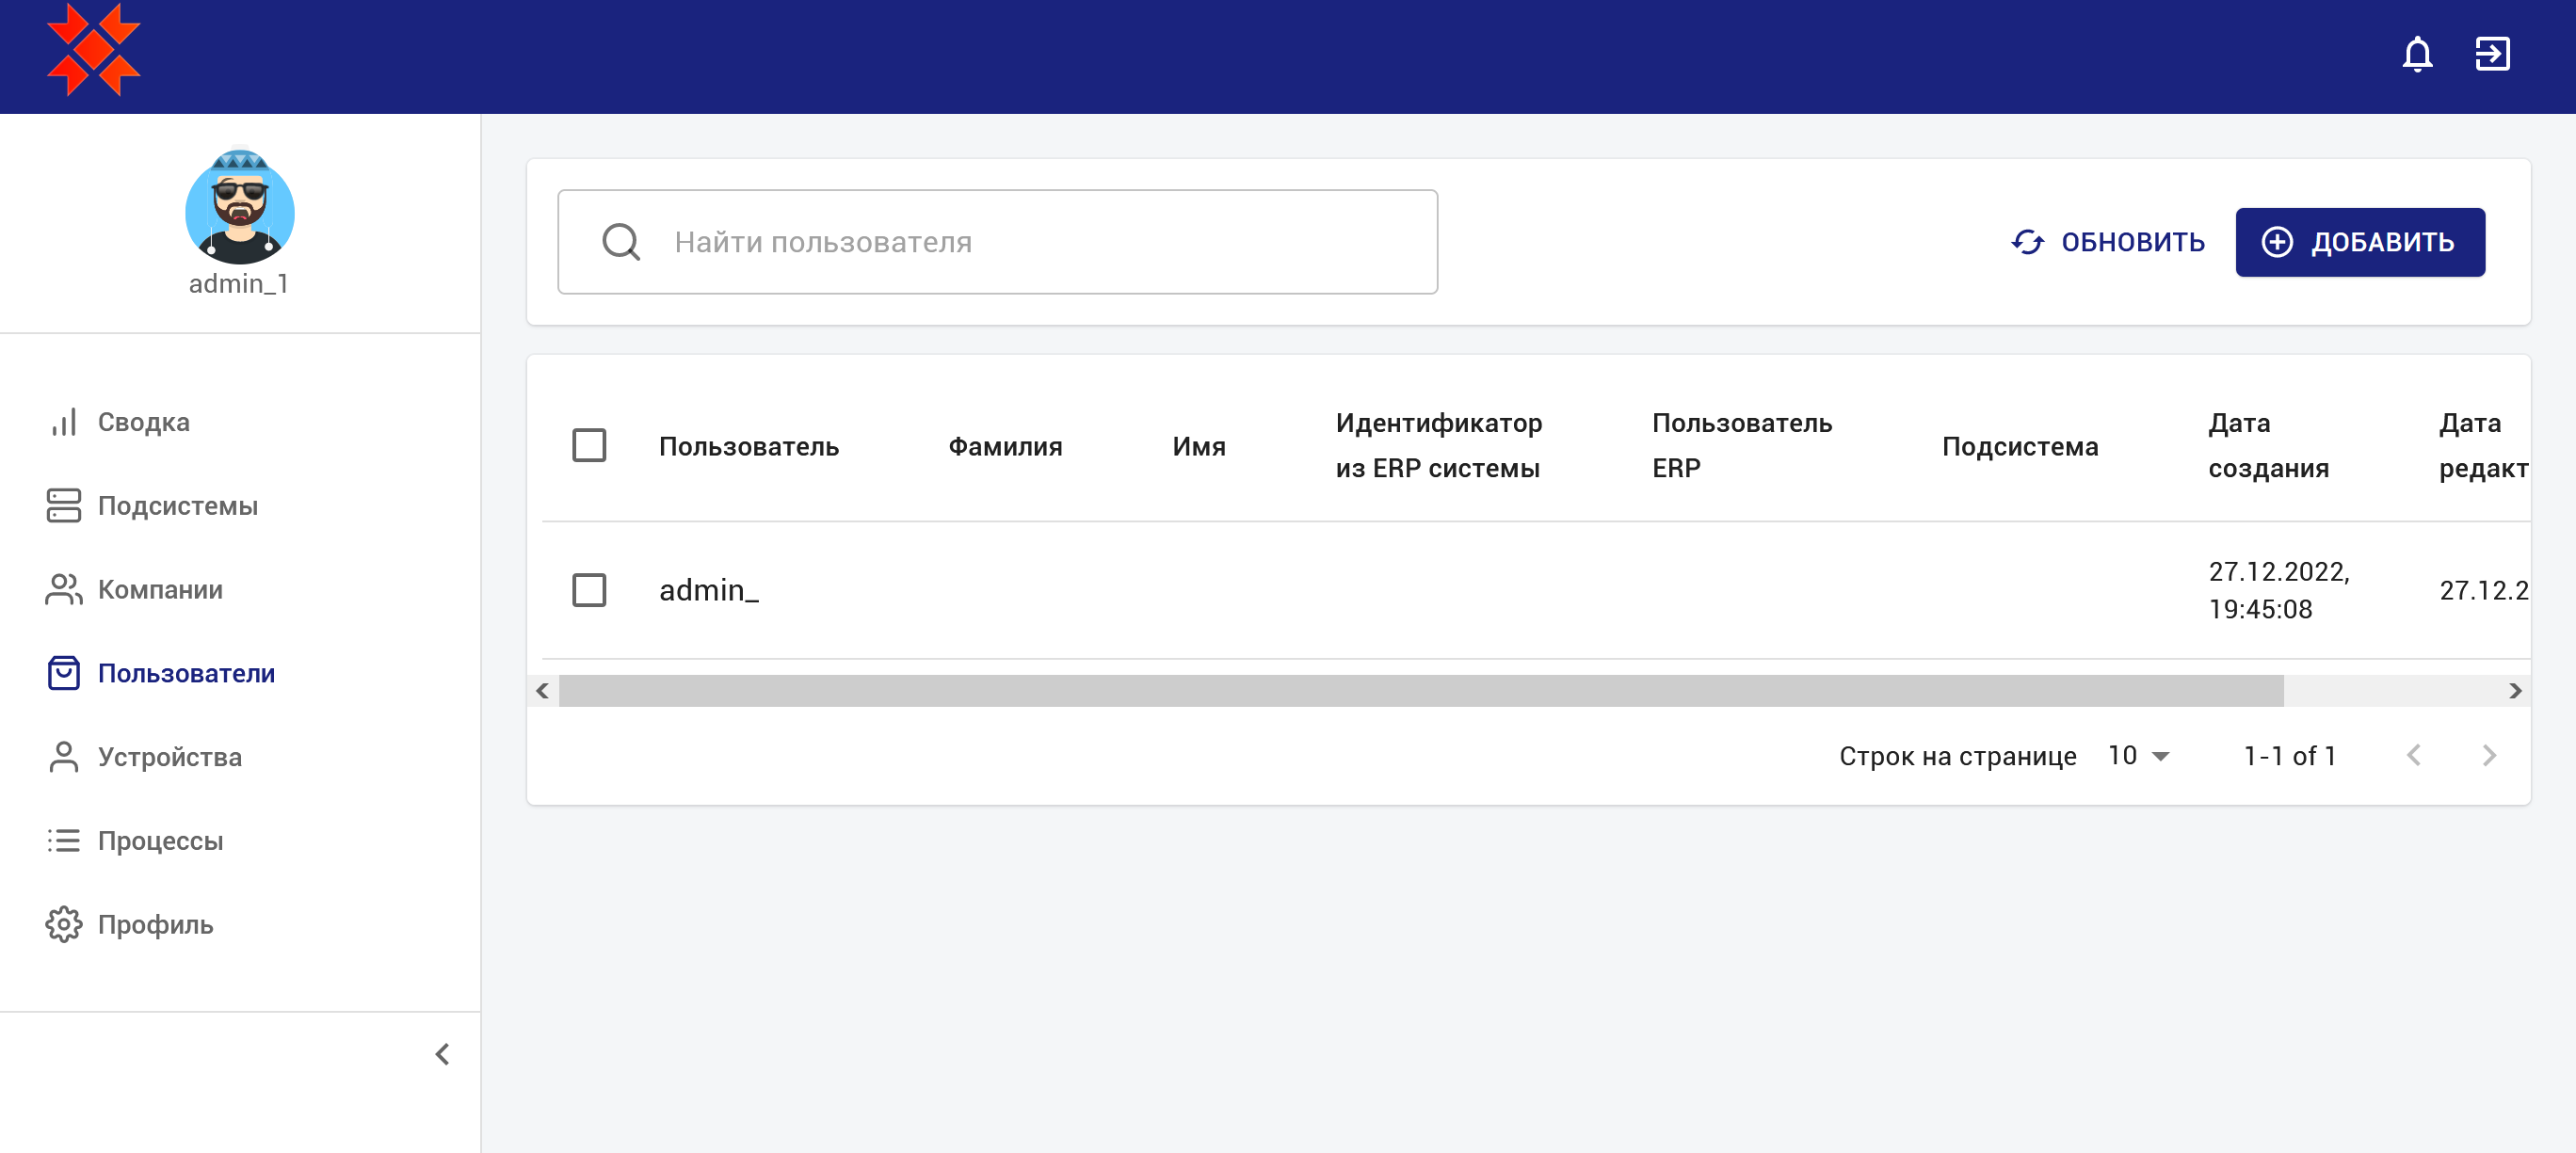 admin_1
Сводка
Подсистемы
Компании
Пользователи
Устройства
Процессы
Профиль
Найти пользователя
ОБНОВИТЬ
ДОБАВИТЬ
Пользователь
Фамилия
Имя
Идентификатор
из ERP системы
Пользователь
ERP
Подсистема
Дата
создания
Дата
редакт
admin_
27.12.2022,
19:45:08
27.12.2
Строк на странице 10
1-1 of 1